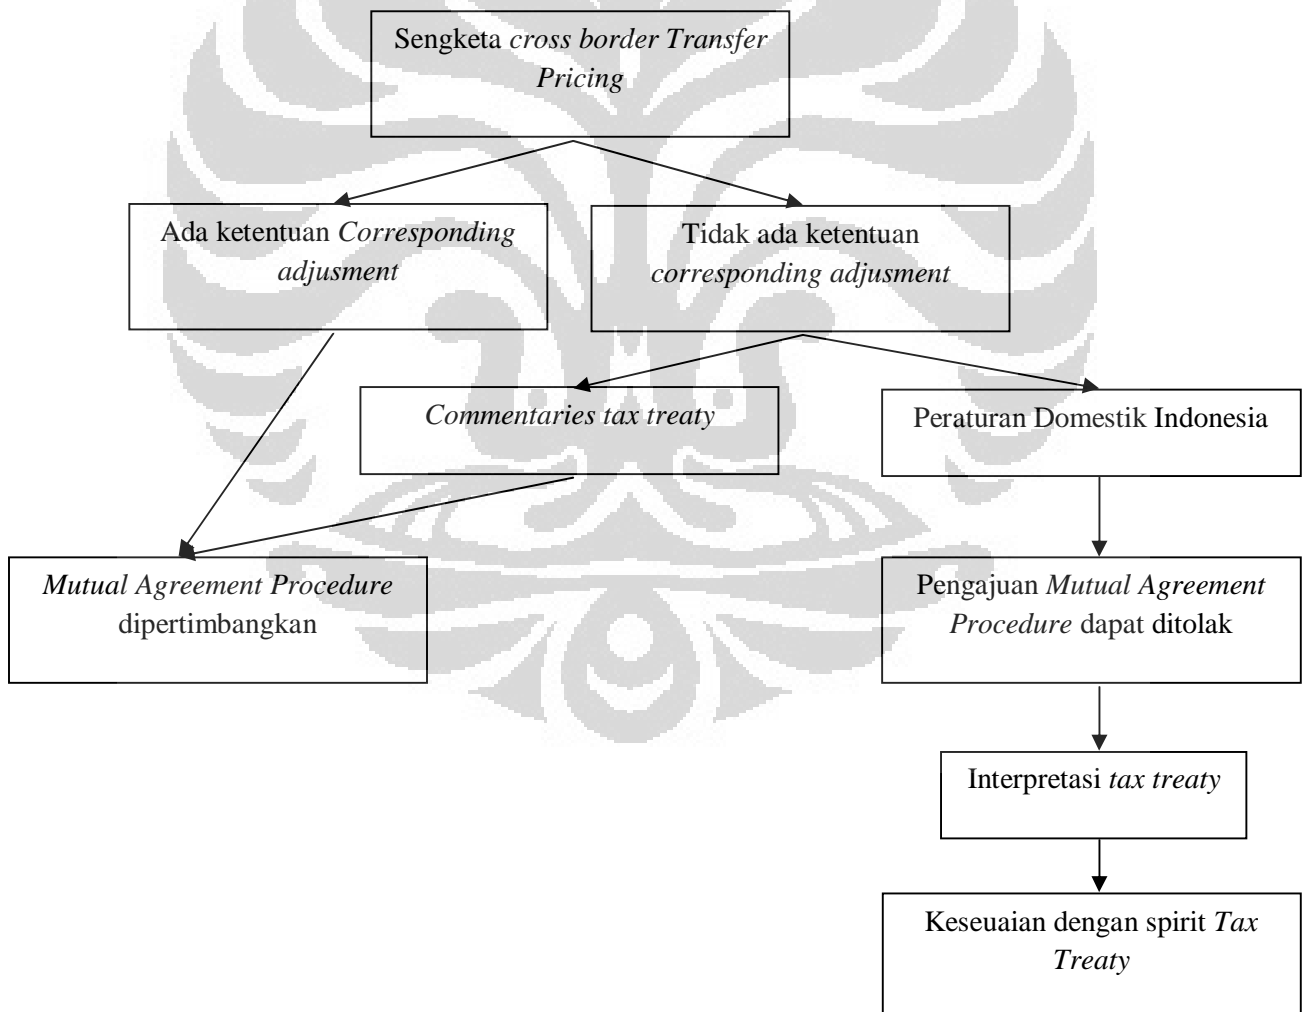 Sengketa cross border Transfer
Pricing
Ada ketentuan Corresponding
adjusment
Tidak ada ketentuan
corresponding adjusment
Commentaries tax treaty
Peraturan Domestik Indonesia
Mutual Agreement Procedure
dipertimbangkan
Pengajuan Mutual Agreement
Procedure dapat ditolak
Interpretasi tax treaty
Keseuaian dengan spirit Tax
Treaty